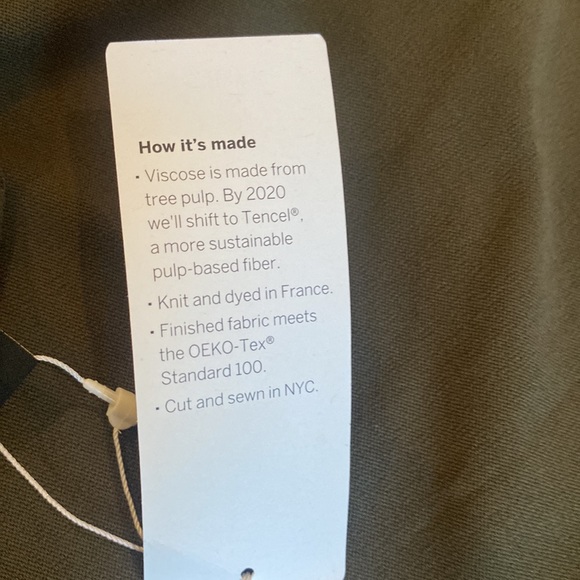 How it's made
• Viscose is made from
tree pulp. By 2020
we'll shift to Tencel®,
a more sustainable
pulp-based fiber.
• Knit and dyed in France.
• Finished fabric meets
the OEKO-Tex®
Standard 100.
• Cut and sewn in NYC.